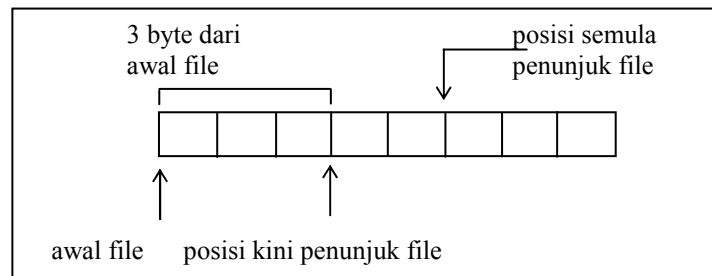 3 byte dari
awal file
posisi semula
penunjuk file
awal file
posisi kini penunjuk file